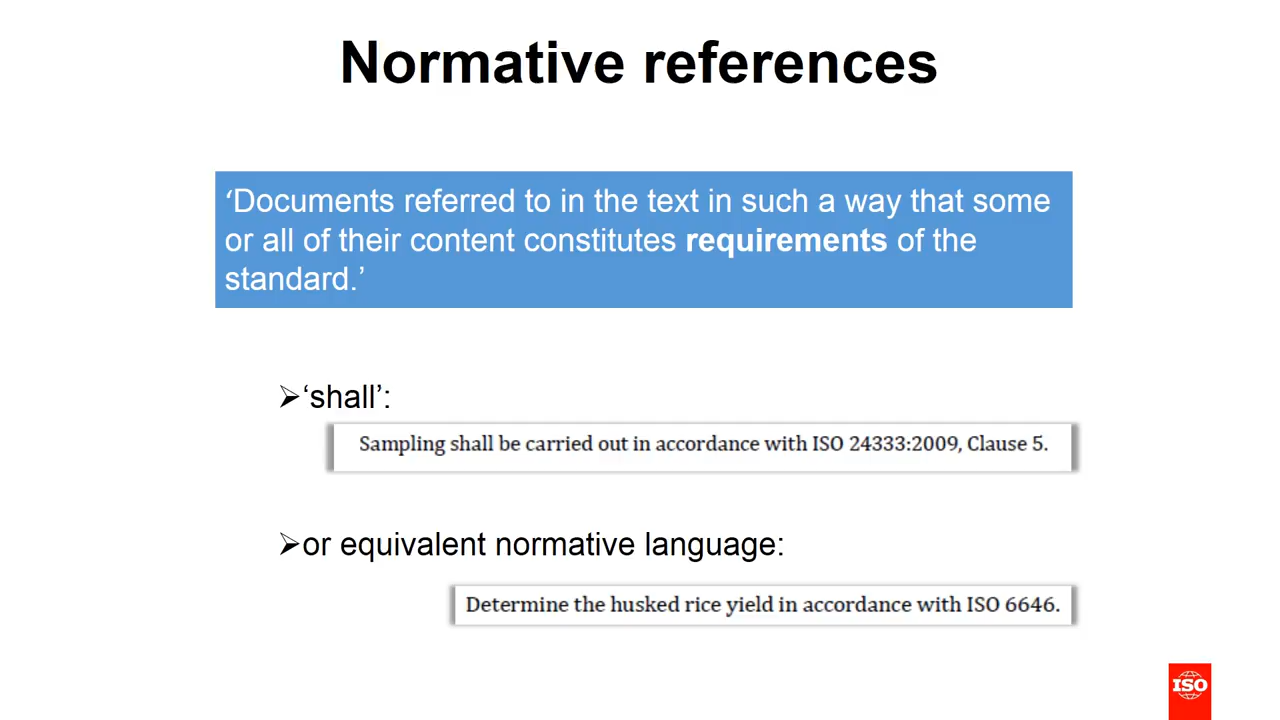 Normative references
‘Documents referred to in the text in such a way that some
or all of their content constitutes requirements of the
standard.’
➢‘shall’:
Sampling shall be carried out in accordance with ISO 24333:2009, Clause 5.
➢or equivalent normative language:
Determine the husked rice yield in accordance with ISO 6646.
ISO